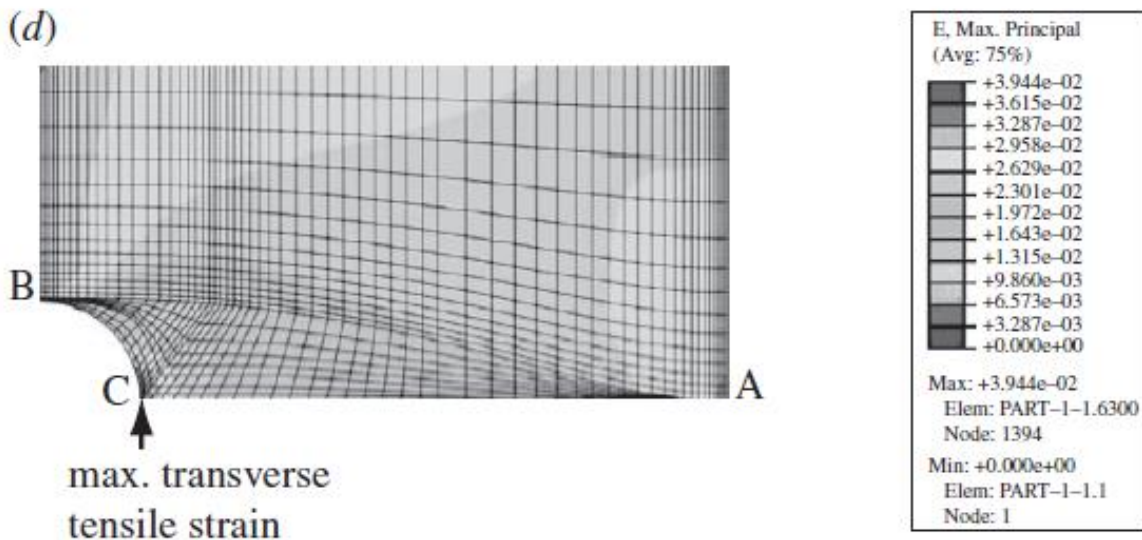 (d)
B
C
A
max. transverse
tensile strain
E, Max. Principal
(Avg: 75%)
+3.944e−02
+3.615e−02
+3.287e−02
+2.958e−02
+2.629e−02
+2.301e−02
+1.972e−02
+1.643e−02
+1.315e−02
+9.860e−03
+6.573e−03
+3.287e−03
+0.000e+00
Max: +3.944e−02
Elem: PART−1−1.6300
Node: 1394
Min: +0.000e+00
Elem: PART−1−1.1
Node: 1